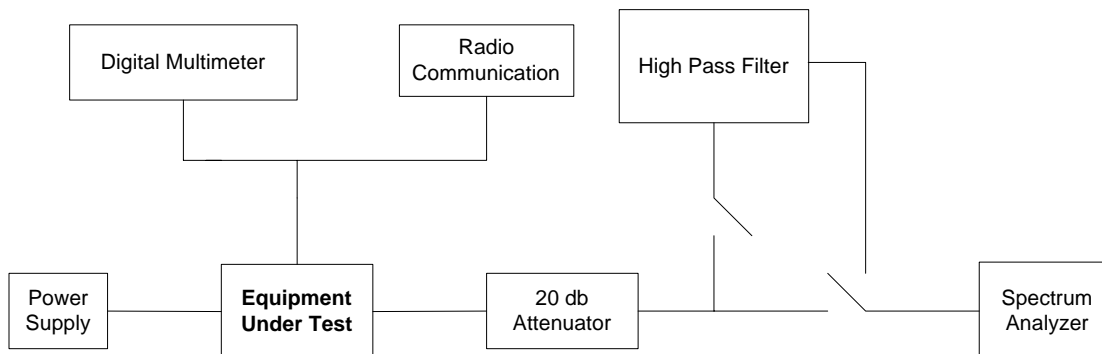 Digital Multimeter
Radio
Communication
High Pass Filter
Power
Supply
Equipment
Under Test
20 db
Attenuator
Spectrum
Analyzer